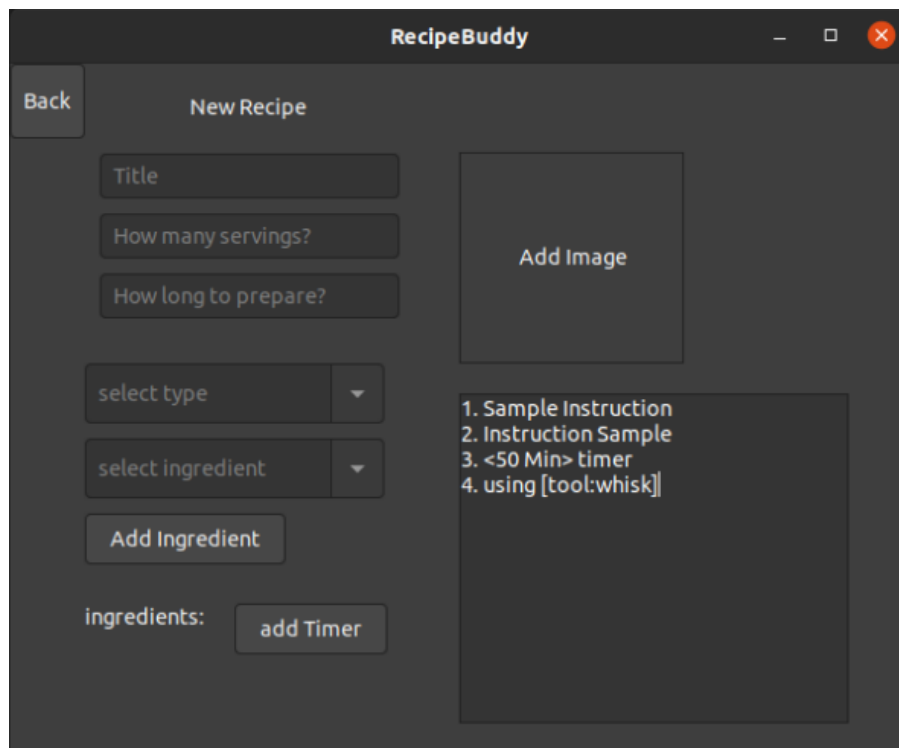 RecipeBuddy
Back
New Recipe
Title
How many servings?
How long to prepare?
Add Image
select type
select ingredient
Add Ingredient
ingredients:
add Timer
1. Sample Instruction
2. Instruction Sample
3. <50 Min> timer
4. using [tool:whisk]